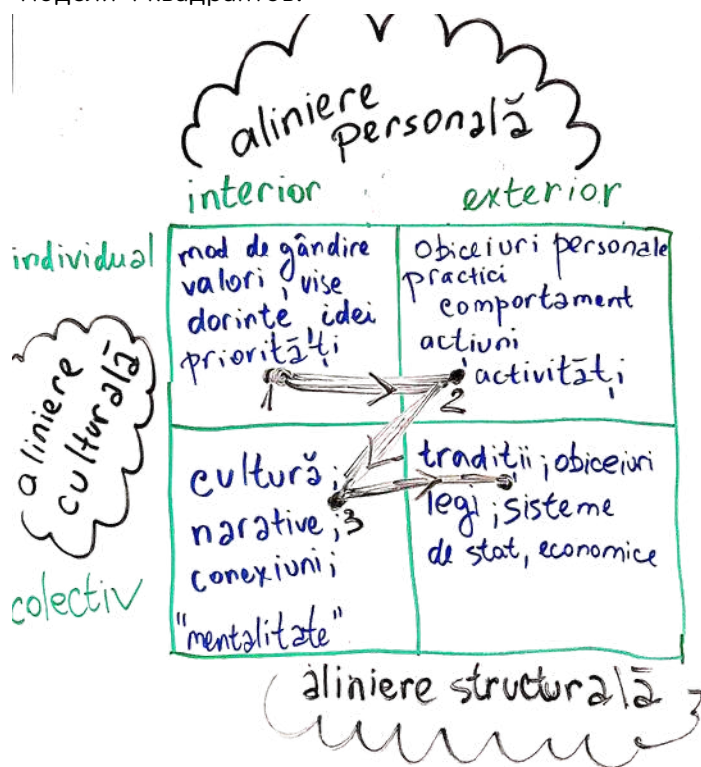 aliniere
personală
interior
exterior
individual
mod de gândire
valori, vise
dorințe idei
priorități
1
obiceiuri personale
practici
comportament
acțiuni
activități
2
aliniere
culturală
colectiv
cultură;
narative;
conexiuni;
"mentalitate"
3
tradiții; obiceiuri
legi; sisteme
de stat, economice
aliniere structurală